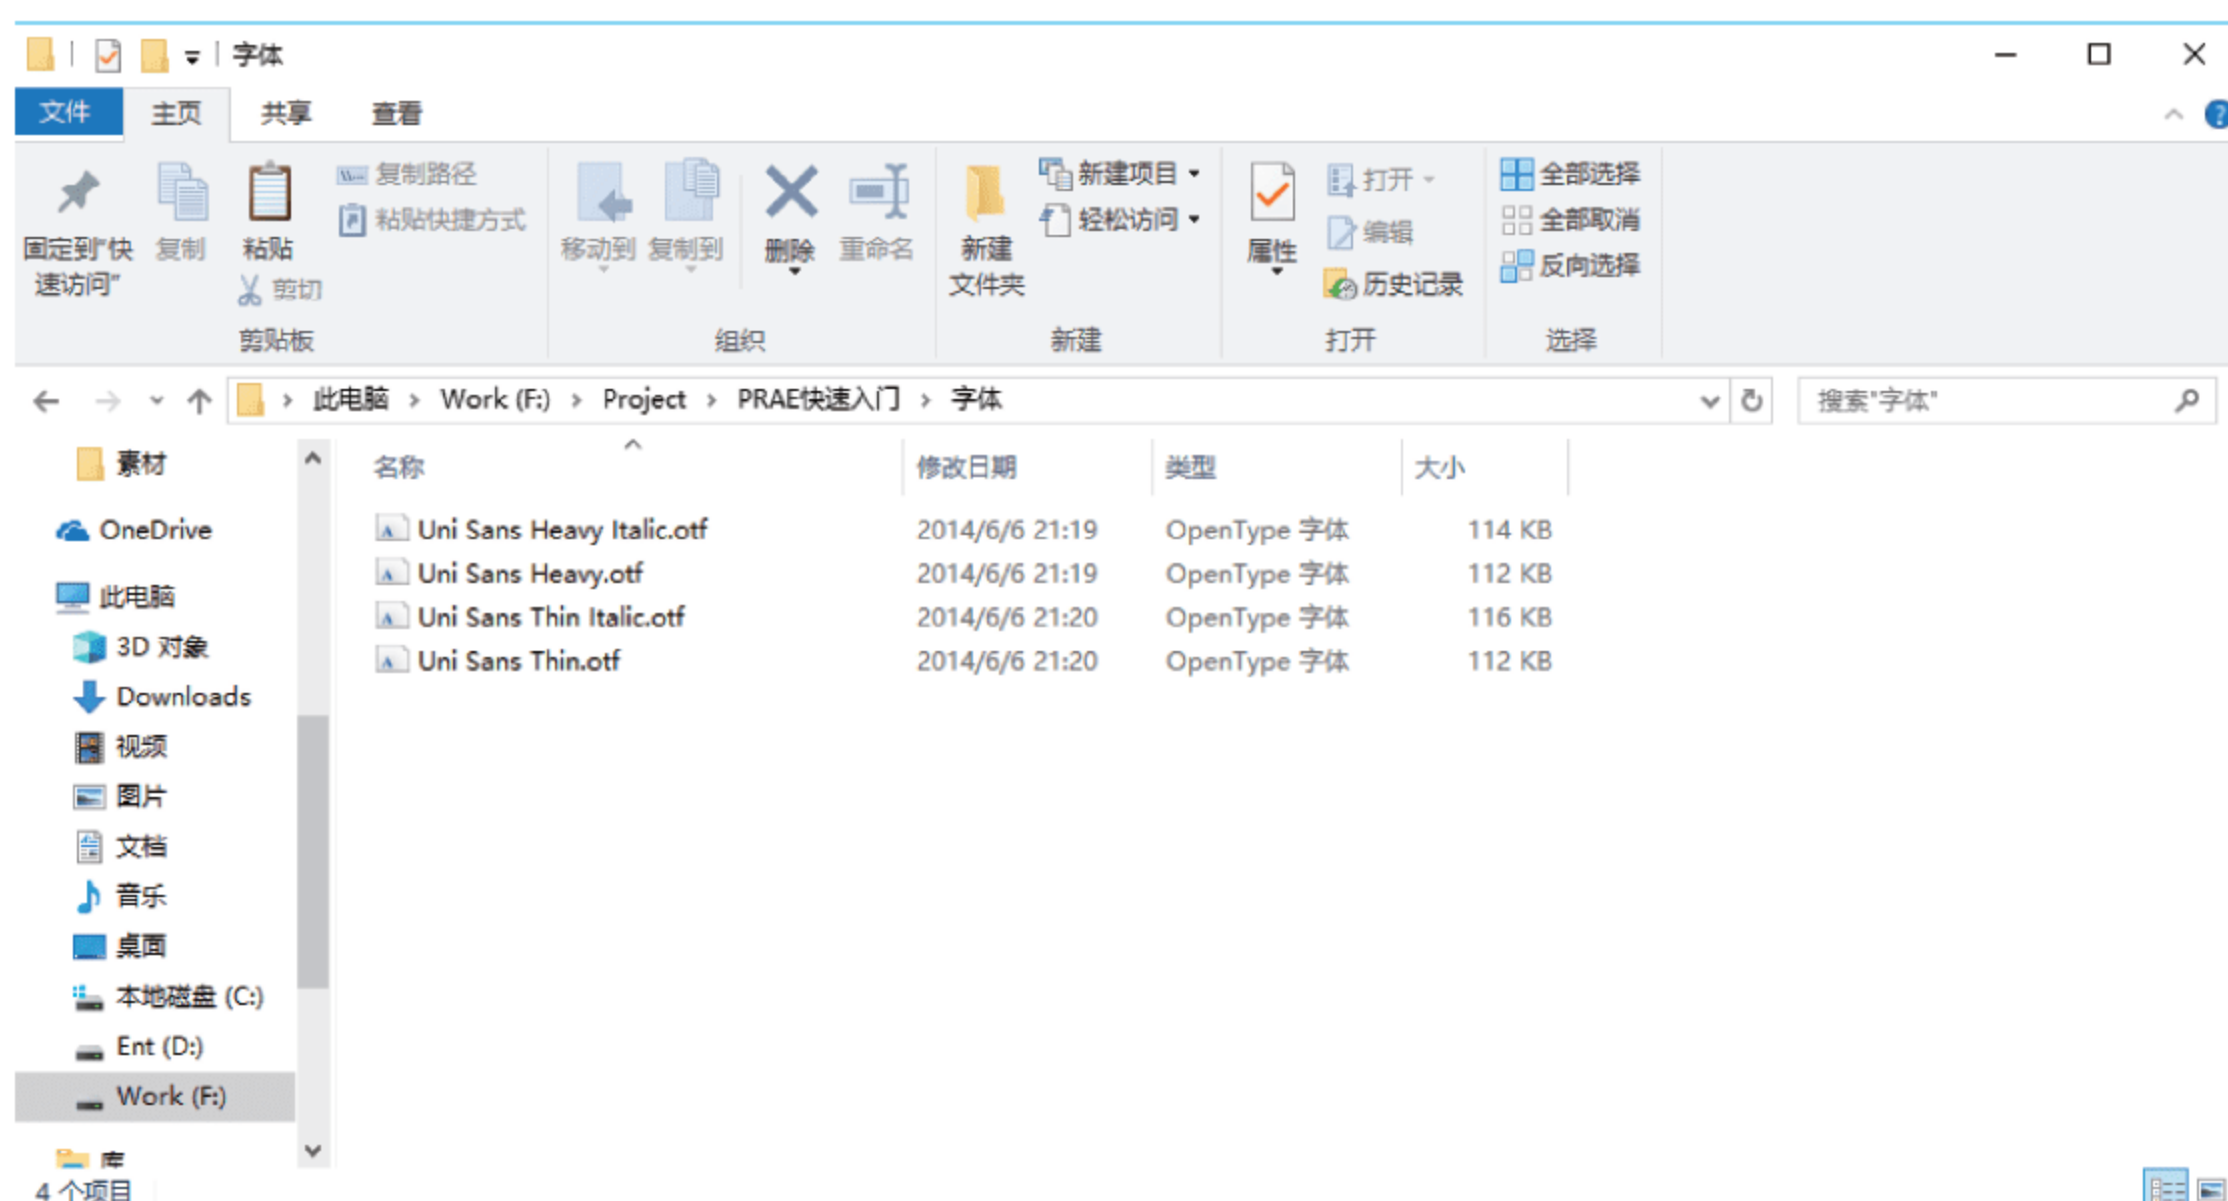 字体
文件 主页 共享 查看
固定到"快速访问" 复制 粘贴 剪切 复制路径 粘贴快捷方式
剪贴板
移动到 复制到 删除 重命名
组织
新建文件夹 新建项目 轻松访问
新建
属性 打开 编辑 历史记录
打开
全部选择 全部取消 反向选择
选择
此电脑 › Work (F:) › Project › PRAE快速入门 › 字体
搜索"字体"
素材
OneDrive
此电脑
3D 对象
Downloads
视频
图片
文档
音乐
桌面
本地磁盘 (C:)
Ent (D:)
Work (F:)
库
名称 修改日期 类型 大小
Uni Sans Heavy Italic.otf 2014/6/6 21:19 OpenType 字体 114 KB
Uni Sans Heavy.otf 2014/6/6 21:19 OpenType 字体 112 KB
Uni Sans Thin Italic.otf 2014/6/6 21:20 OpenType 字体 116 KB
Uni Sans Thin.otf 2014/6/6 21:20 OpenType 字体 112 KB
4 个项目